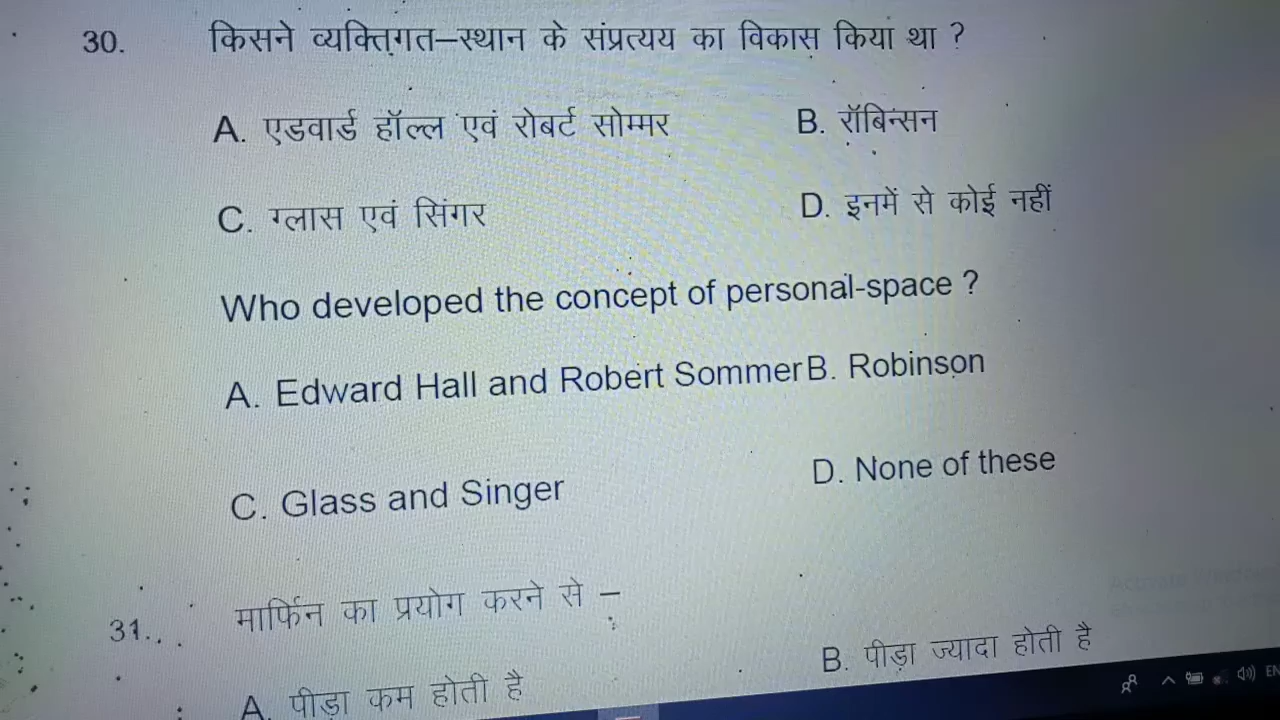 30. किसने व्यक्तिगत–स्थान के संप्रत्यय का विकास किया था ?
A. एडवार्ड हॉल्ल एवं रोबर्ट सोम्मर B. रॉबिन्सन
C. ग्लास एवं सिंगर D. इनमें से कोई नहीं
Who developed the concept of personal-space ?
A. Edward Hall and Robert Sommer B. Robinson
C. Glass and Singer D. None of these
31. मार्फिन का प्रयोग करने से –
A. पीड़ा कम होती है B. पीड़ा ज्यादा होती है
EN